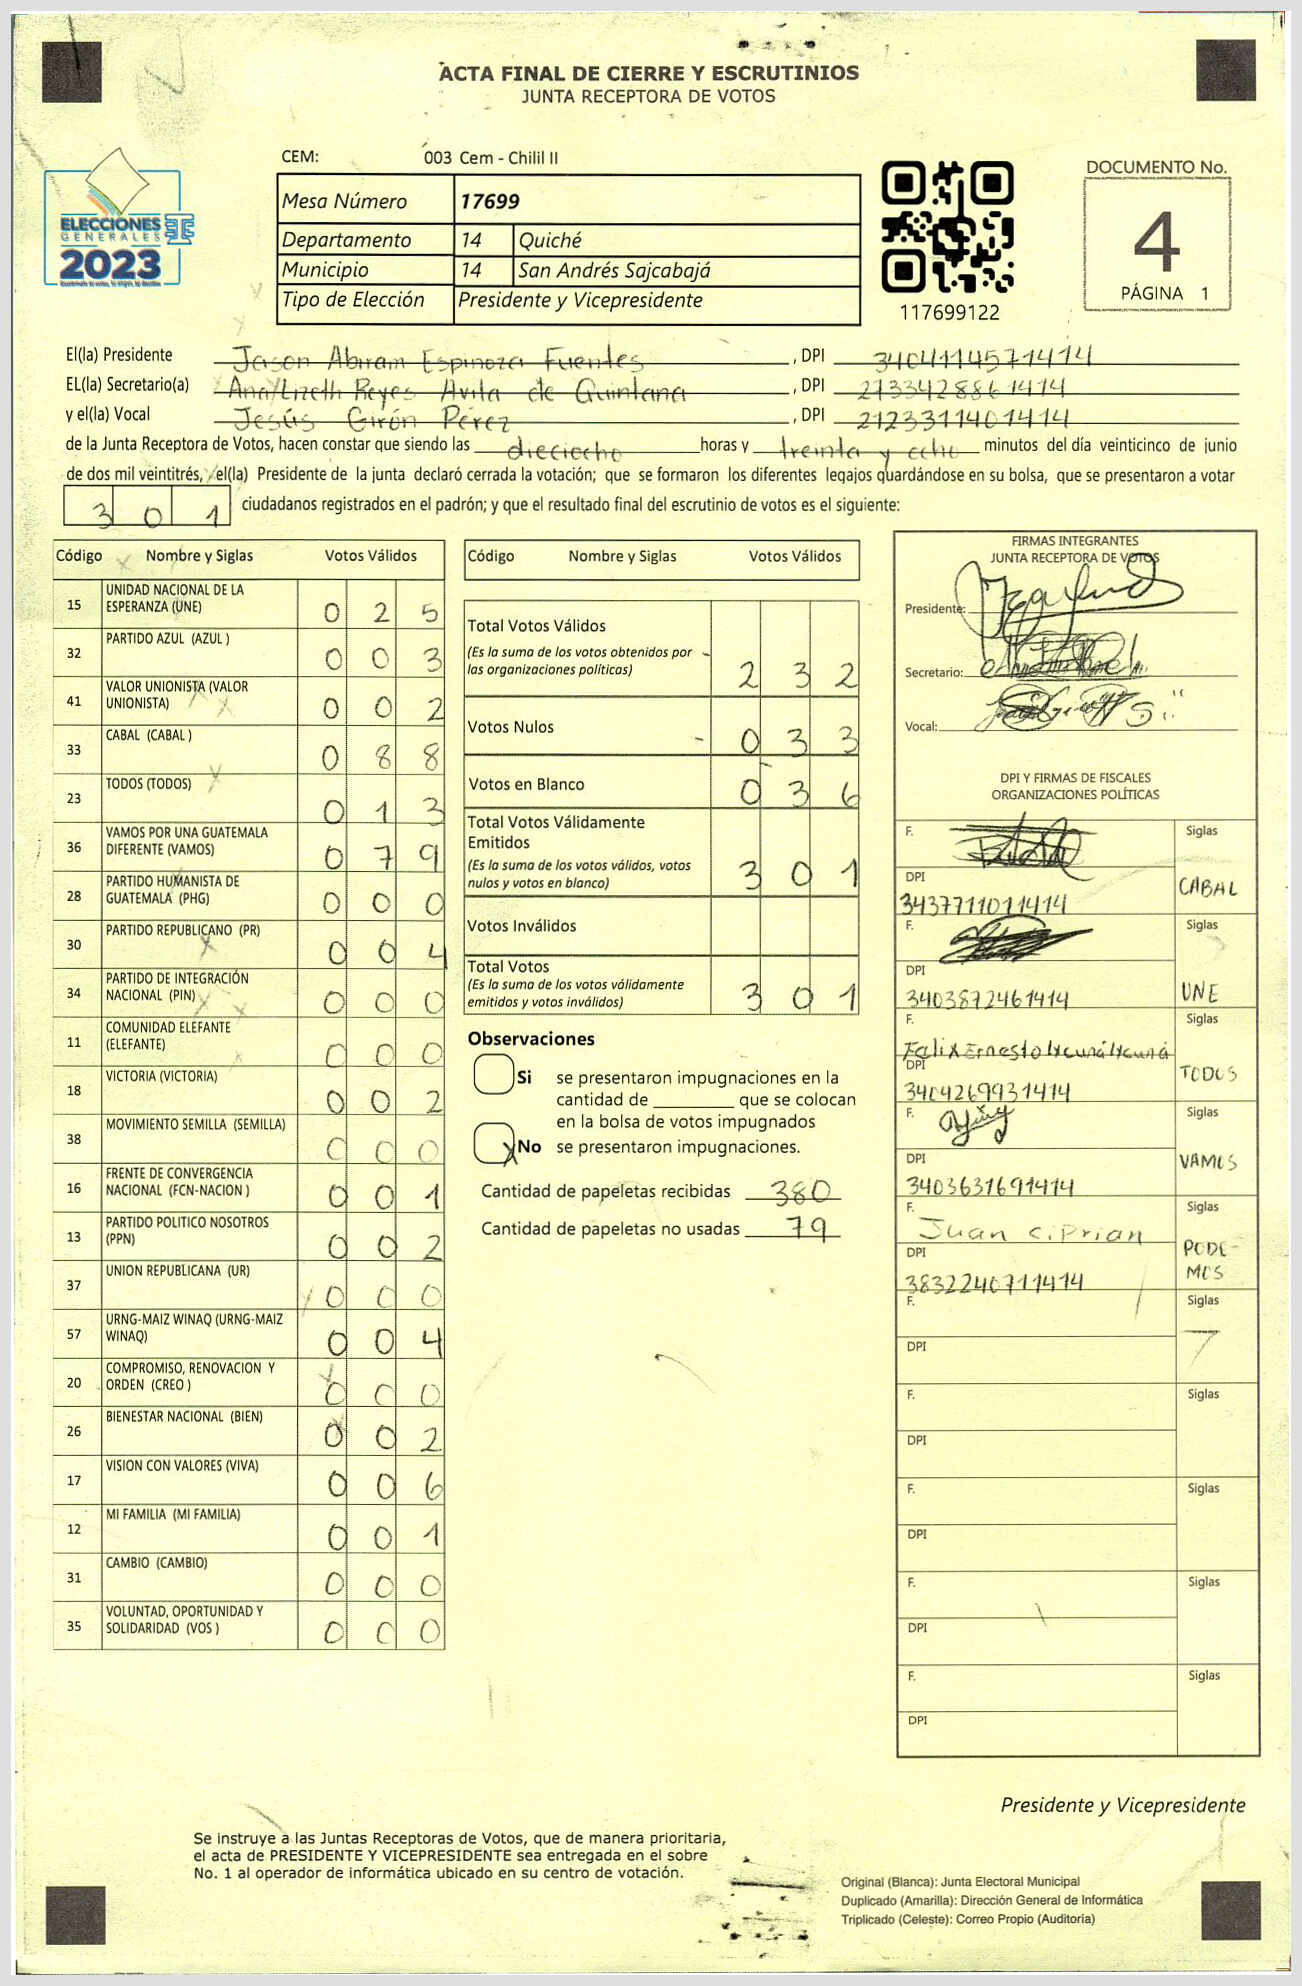 ACTA FINAL DE CIERRE Y ESCRUTINIOS
JUNTA RECEPTORA DE VOTOS
CEM: 003 Cem - Chilil II
ELECCIONES
GENERALES
2023
Mesa Número 17699
Departamento 14 Quiché
Municipio 14 San Andrés Sajcabajá
Tipo de Elección Presidente y Vicepresidente
117699122
DOCUMENTO No.
4
PÁGINA 1
El(la) Presidente Jason Abiram Espinoza Fuentes, DPI 3404114571414
EL(la) Secretario(a) Ana Lizeth Reyes Avila de Quintana, DPI 2133428861414
y el(la) Vocal Jesús Girón Pérez, DPI 2123311401414
de la Junta Receptora de Votos, hacen constar que siendo las dieciocho horas y treinta y ocho minutos del día veinticinco de junio
de dos mil veintitrés, el(la) Presidente de la junta declaró cerrada la votación; que se formaron los diferentes legajos guardándose en su bolsa, que se presentaron a votar
301 ciudadanos registrados en el padrón; y que el resultado final del escrutinio de votos es el siguiente:
Código Nombre y Siglas Votos Válidos
15 UNIDAD NACIONAL DE LA ESPERANZA (UNE) 0 2 5
32 PARTIDO AZUL (AZUL ) 0 0 3
41 VALOR UNIONISTA (VALOR UNIONISTA) 0 0 2
33 CABAL (CABAL ) 0 8 8
23 TODOS (TODOS) 0 1 3
36 VAMOS POR UNA GUATEMALA DIFERENTE (VAMOS) 0 7 9
28 PARTIDO HUMANISTA DE GUATEMALA (PHG) 0 0 0
30 PARTIDO REPUBLICANO (PR) 0 0 4
34 PARTIDO DE INTEGRACIÓN NACIONAL (PIN) 0 0 0
11 COMUNIDAD ELEFANTE (ELEFANTE) 0 0 0
18 VICTORIA (VICTORIA) 0 0 2
38 MOVIMIENTO SEMILLA (SEMILLA) 0 0 0
16 FRENTE DE CONVERGENCIA NACIONAL (FCN-NACION ) 0 0 1
13 PARTIDO POLITICO NOSOTROS (PPN) 0 0 2
37 UNION REPUBLICANA (UR) 0 0 0
57 URNG-MAIZ WINAQ (URNG-MAIZ WINAQ) 0 0 4
20 COMPROMISO, RENOVACION Y ORDEN (CREO ) 0 0 0
26 BIENESTAR NACIONAL (BIEN) 0 0 2
17 VISION CON VALORES (VIVA) 0 0 6
12 MI FAMILIA (MI FAMILIA) 0 0 1
31 CAMBIO (CAMBIO) 0 0 0
35 VOLUNTAD, OPORTUNIDAD Y SOLIDARIDAD (VOS ) 0 0 0
Código Nombre y Siglas Votos Válidos
Total Votos Válidos
(Es la suma de los votos obtenidos por
las organizaciones políticas) 2 3 2
Votos Nulos 0 3 3
Votos en Blanco 0 3 6
Total Votos Válidamente
Emitidos
(Es la suma de los votos válidos, votos
nulos y votos en blanco) 3 0 1
Votos Inválidos
Total Votos
(Es la suma de los votos válidamente
emitidos y votos inválidos) 3 0 1
Observaciones
Si se presentaron impugnaciones en la
cantidad de ________ que se colocan
en la bolsa de votos impugnados
X No se presentaron impugnaciones.
Cantidad de papeletas recibidas 380
Cantidad de papeletas no usadas 79
FIRMAS INTEGRANTES
JUNTA RECEPTORA DE VOTOS
Presidente:
Secretario:
Vocal:
DPI Y FIRMAS DE FISCALES
ORGANIZACIONES POLÍTICAS
F. Siglas
DPI CABAL
3437711011414
F. Siglas
DPI UNE
3403872461414
F. Siglas
Felix Ernesto Ixcuná Ixcuná
DPI TODOS
3404269931414
F. Siglas
DPI VAMOS
3403631691414
F. Siglas
Juan Ciprian
DPI PODE-
MOS
3832240711414
F. Siglas
DPI
F. Siglas
DPI
F. Siglas
DPI
F. Siglas
DPI
F. Siglas
DPI
Presidente y Vicepresidente
Se instruye a las Juntas Receptoras de Votos, que de manera prioritaria,
el acta de PRESIDENTE Y VICEPRESIDENTE sea entregada en el sobre
No. 1 al operador de informática ubicado en su centro de votación.
Original (Blanca): Junta Electoral Municipal
Duplicado (Amarilla): Dirección General de Informática
Triplicado (Celeste): Correo Propio (Auditoría)